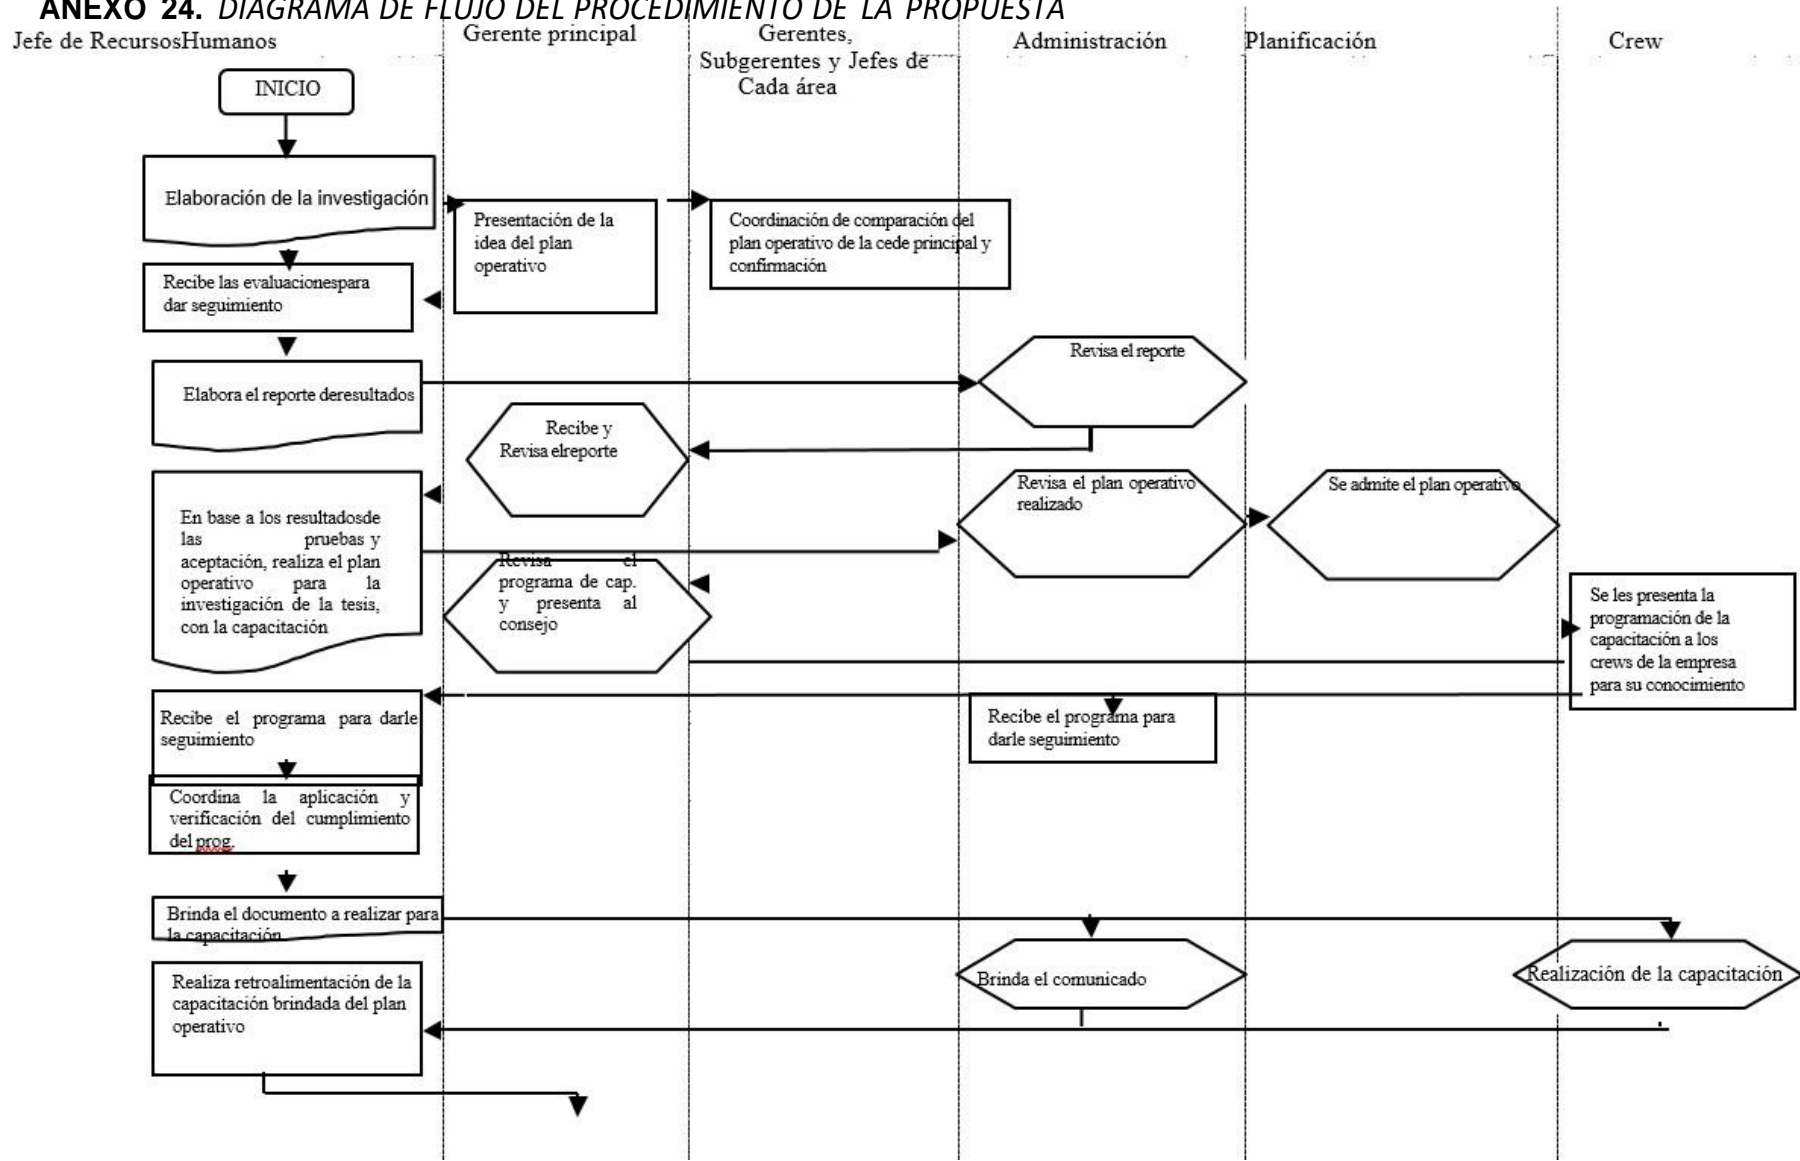 ANEXO 24. DIAGRAMA DE FLUJO DEL PROCEDIMIENTO DE LA PROPUESTA
Jefe de RecursosHumanos
Gerente principal
Gerentes,
Subgerentes y Jefes de
Cada área
Administración
Planificación
Crew
INICIO
Elaboración de la investigación
Presentación de la
idea del plan
operativo
Coordinación de comparación del
plan operativo de la cede principal y
confirmación
Recibe las evaluacionespara
dar seguimiento
Elabora el reporte deresultados
Revisa el reporte
Recibe y
Revisa elreporte
En base a los resultadosde
las pruebas y
aceptación, realiza el plan
operativo para la
investigación de la tesis,
con la capacitación
Revisa el plan operativo
realizado
Se admite el plan operativo
Revisa el
programa de cap.
y presenta al
consejo
Se les presenta la
programación de la
capacitación a los
crews de la empresa
para su conocimiento
Recibe el programa para darle
seguimiento
Recibe el programa para
darle seguimiento
Coordina la aplicación y
verificación del cumplimiento
del prog.
Brinda el documento a realizar para
la capacitación
Brinda el comunicado
Realización de la capacitación
Realiza retroalimentación de la
capacitación brindada del plan
operativo